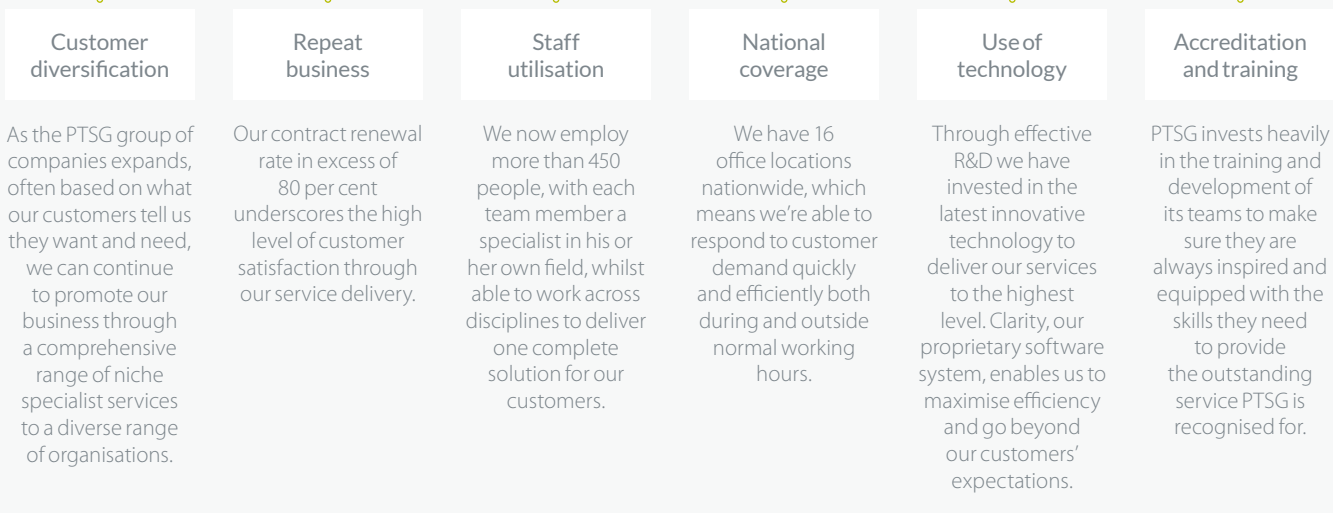 Customer
diversification
As the PTSG group of
companies expands,
often based on what
our customers tell us
they want and need,
we can continue
to promote our
business through
a comprehensive
range of niche
specialist services
to a diverse range
of organisations.
Repeat
business
Our contract renewal
rate in excess of
80 per cent
underscores the high
level of customer
satisfaction through
our service delivery.
Staff
utilisation
We now employ
more than 450
people, with each
team member a
specialist in his or
her own field, whilst
able to work across
disciplines to deliver
one complete
solution for our
customers.
National
coverage
We have 16
office locations
nationwide, which
means we’re able to
respond to customer
demand quickly
and efficiently both
during and outside
normal working
hours.
Use of
technology
Through effective
R&D we have
invested in the
latest innovative
technology to
deliver our services
to the highest
level. Clarity, our
proprietary software
system, enables us to
maximise efficiency
and go beyond
our customers’
expectations.
Accreditation
and training
PTSG invests heavily
in the training and
development of
its teams to make
sure they are
always inspired and
equipped with the
skills they need
to provide
the outstanding
service PTSG is
recognised for.